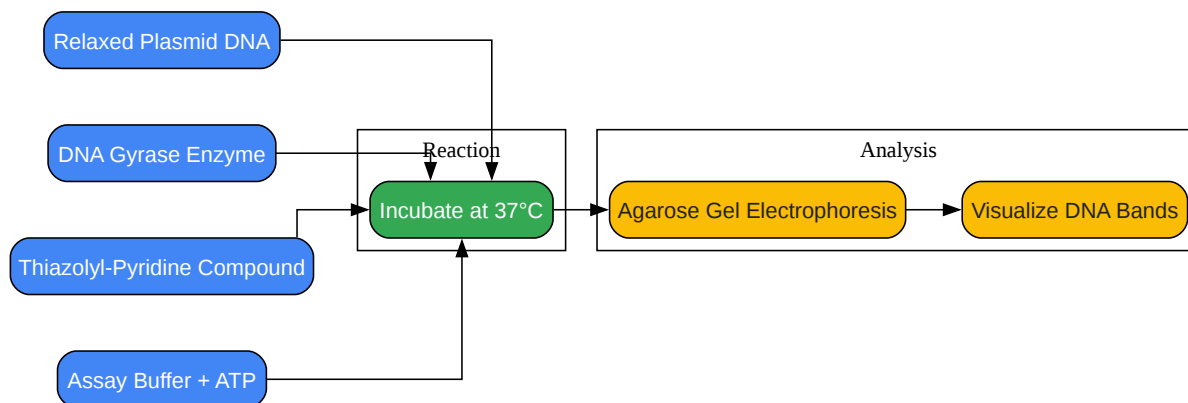 Relaxed Plasmid DNA
DNA Gyrase Enzyme
Thiazolyl-Pyridine Compound
Assay Buffer + ATP
Reaction
Incubate at 37°C
Analysis
Agarose Gel Electrophoresis
Visualize DNA Bands